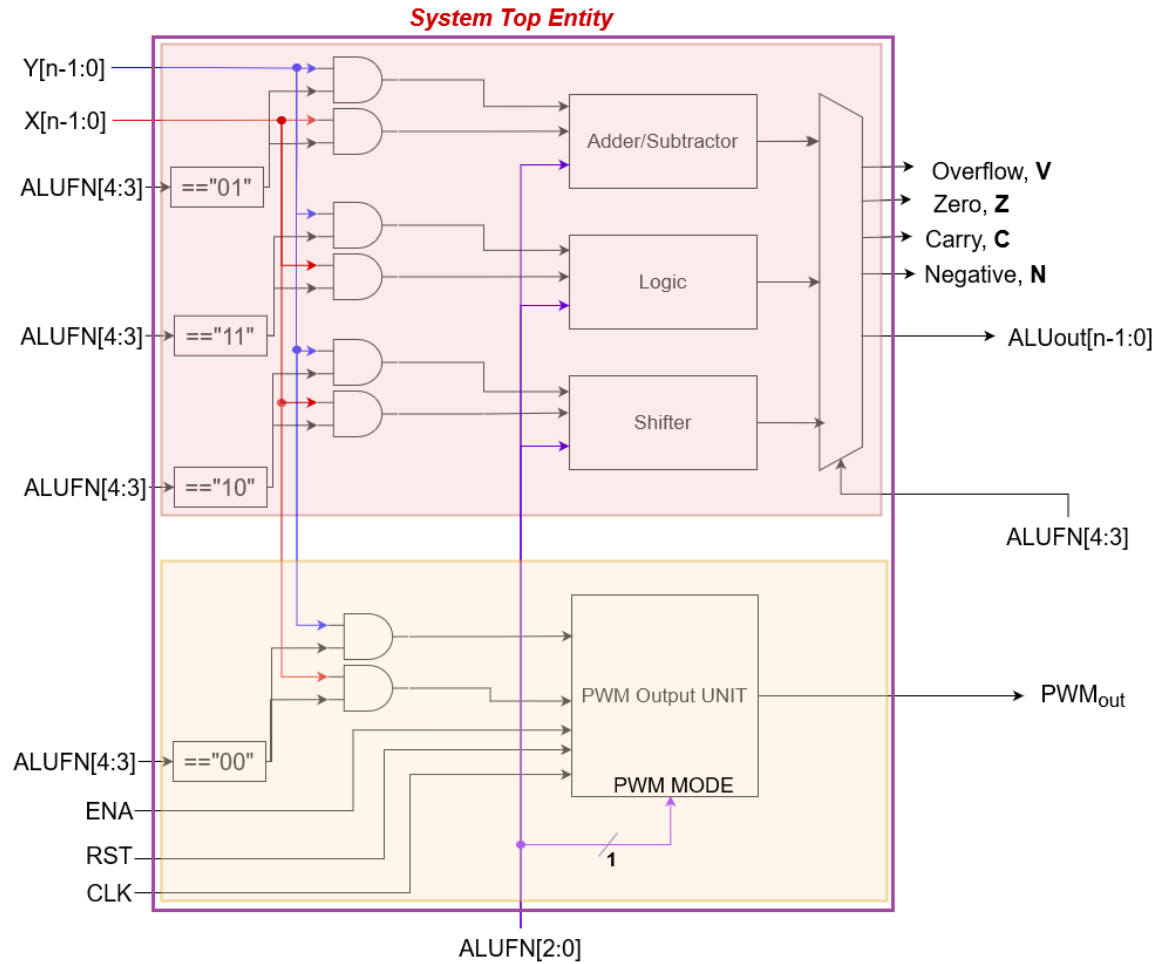 System Top Entity
Y[n-1:0]
X[n-1:0]
ALUFN[4:3]
=="01"
Adder/Subtractor
Overflow, V
Zero, Z
Carry, C
Negative, N
Logic
ALUFN[4:3]
=="11"
ALUout[n-1:0]
Shifter
ALUFN[4:3]
=="10"
ALUFN[4:3]
PWM Output UNIT
PWMout
ALUFN[4:3]
=="00"
PWM MODE
ENA
RST
1
CLK
ALUFN[2:0]